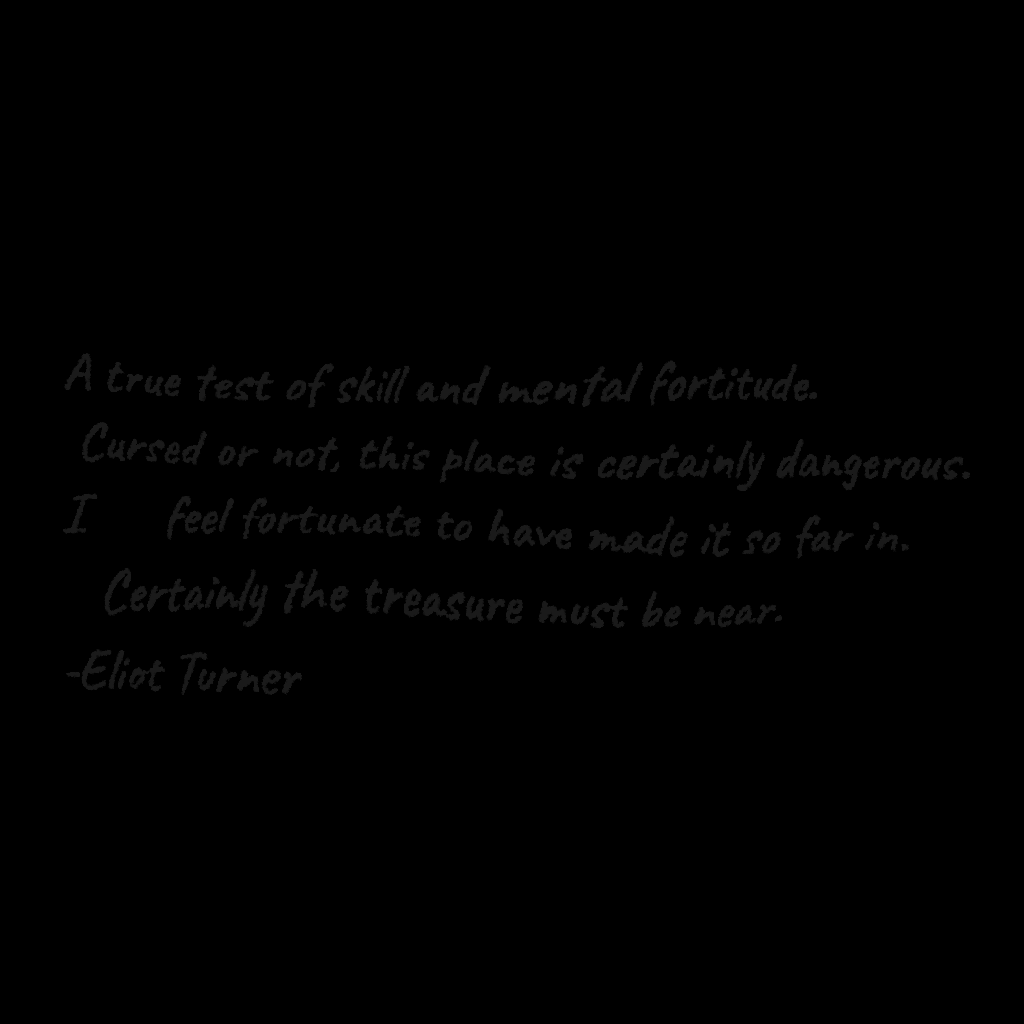 A true test of skill and mental fortitude.
Cursed or not, this place is certainly dangerous.
I feel fortunate to have made it so far in.
Certainly the treasure must be near.
-Eliot Turner